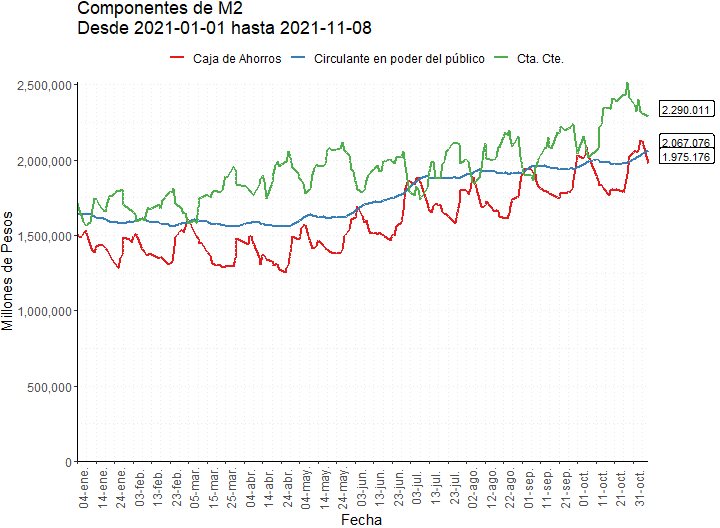 Componentes de M2
Desde 2021-01-01 hasta 2021-11-08
Caja de Ahorros Circulante en poder del público Cta. Cte.
Millones de Pesos
2,500,000
2,000,000
1,500,000
1,000,000
500,000
0
2.290.011
2.067.076
1.975.176
04-ene.
14-ene.
24-ene.
03-feb.
13-feb.
23-feb.
05-mar.
15-mar.
25-mar.
04-abr.
14-abr.
24-abr.
04-may.
14-may.
24-may.
03-jun.
13-jun.
23-jun.
03-jul.
13-jul.
23-jul.
02-ago.
12-ago.
22-ago.
01-sep.
11-sep.
21-sep.
01-oct.
11-oct.
21-oct.
31-oct.
Fecha